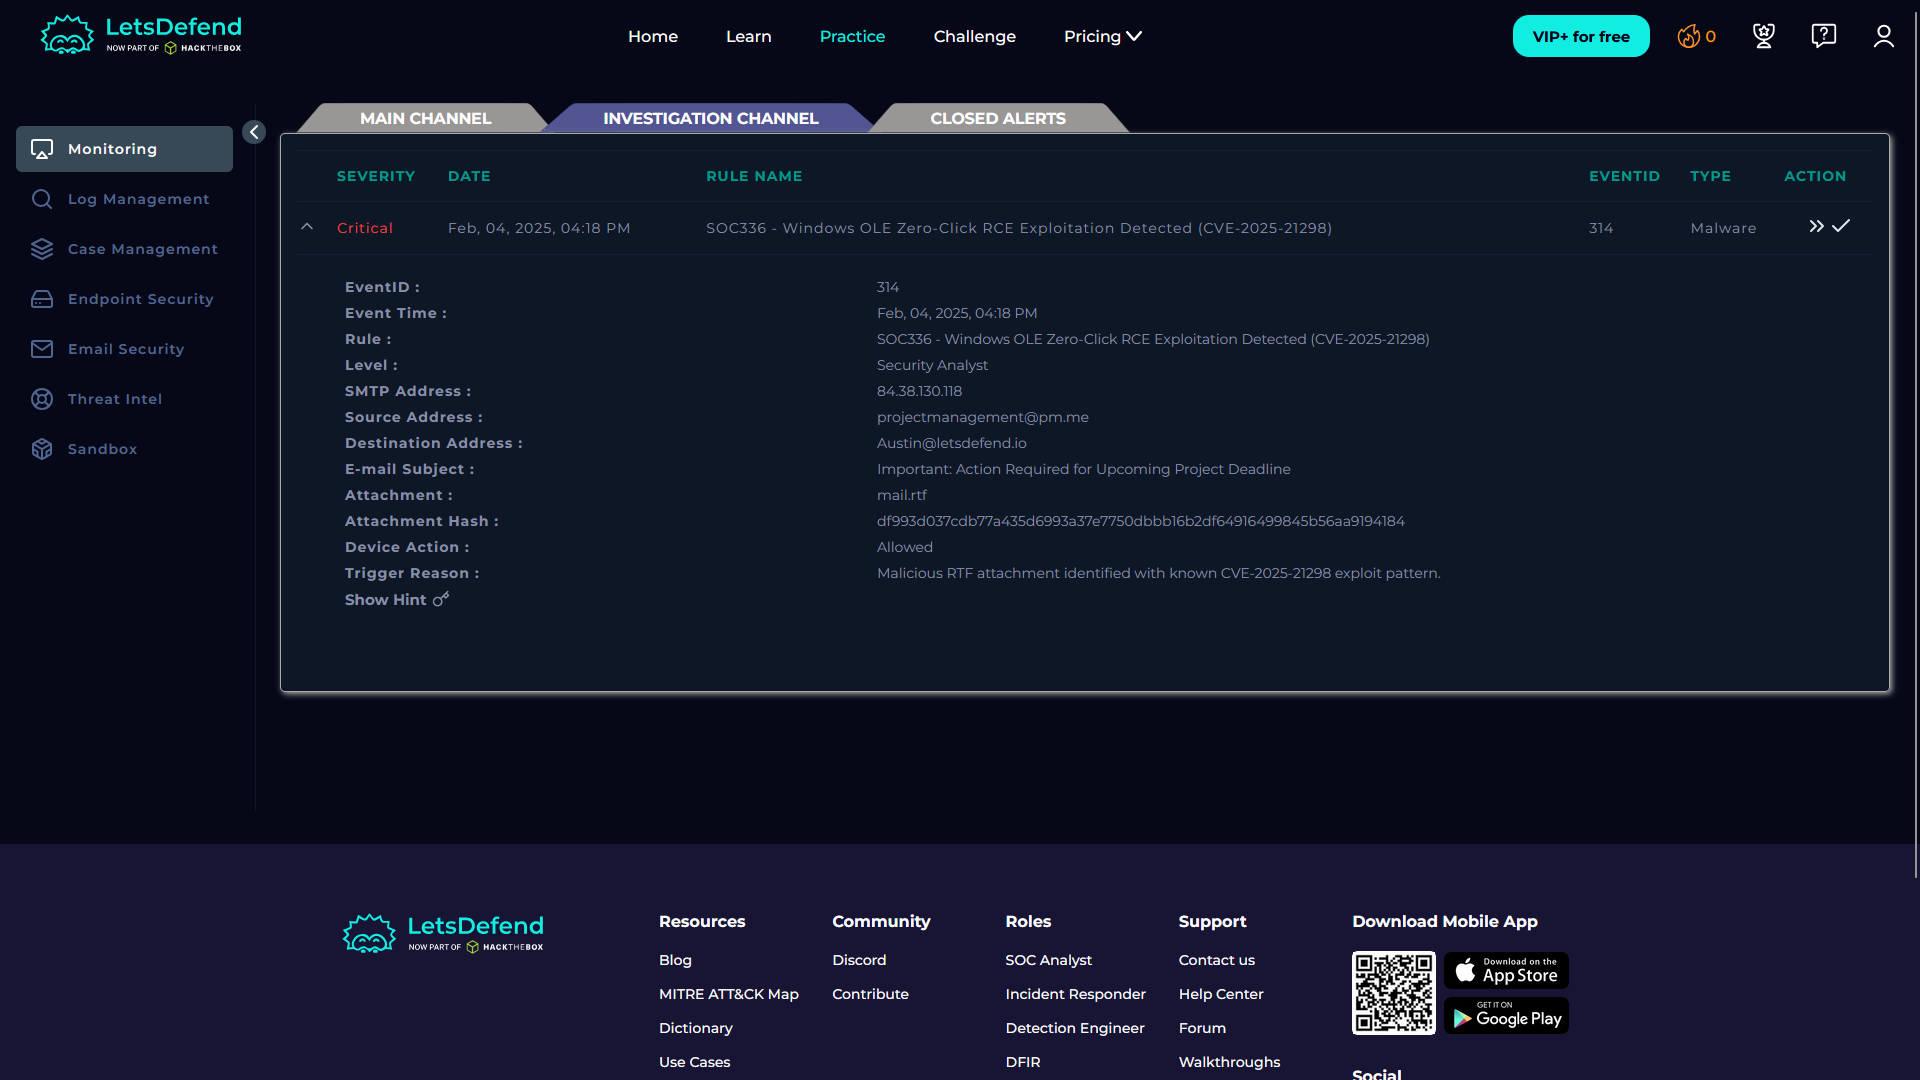 LetsDefend
NOW PART OF HACKTHEBOX
Home Learn Practice Challenge Pricing
VIP+ for free
0
Monitoring
Log Management
Case Management
Endpoint Security
Email Security
Threat Intel
Sandbox
MAIN CHANNEL INVESTIGATION CHANNEL CLOSED ALERTS
SEVERITY DATE RULE NAME EVENTID TYPE ACTION
Critical Feb, 04, 2025, 04:18 PM SOC336 - Windows OLE Zero-Click RCE Exploitation Detected (CVE-2025-21298) 314 Malware
EventID : 314
Event Time : Feb, 04, 2025, 04:18 PM
Rule : SOC336 - Windows OLE Zero-Click RCE Exploitation Detected (CVE-2025-21298)
Level : Security Analyst
SMTP Address : 84.38.130.118
Source Address : projectmanagement@pm.me
Destination Address : Austin@letsdefend.io
E-mail Subject : Important: Action Required for Upcoming Project Deadline
Attachment : mail.rtf
Attachment Hash : df993d037cdb77a435d6993a37e7750dbbb16b2df64916499845b56aa9194184
Device Action : Allowed
Trigger Reason : Malicious RTF attachment identified with known CVE-2025-21298 exploit pattern.
Show Hint
LetsDefend
NOW PART OF HACKTHEBOX
Resources
Blog
MITRE ATT&CK Map
Dictionary
Use Cases
Community
Discord
Contribute
Roles
SOC Analyst
Incident Responder
Detection Engineer
DFIR
Support
Contact us
Help Center
Forum
Walkthroughs
Download Mobile App
Download on the
App Store
GET IT ON
Google Play
Social